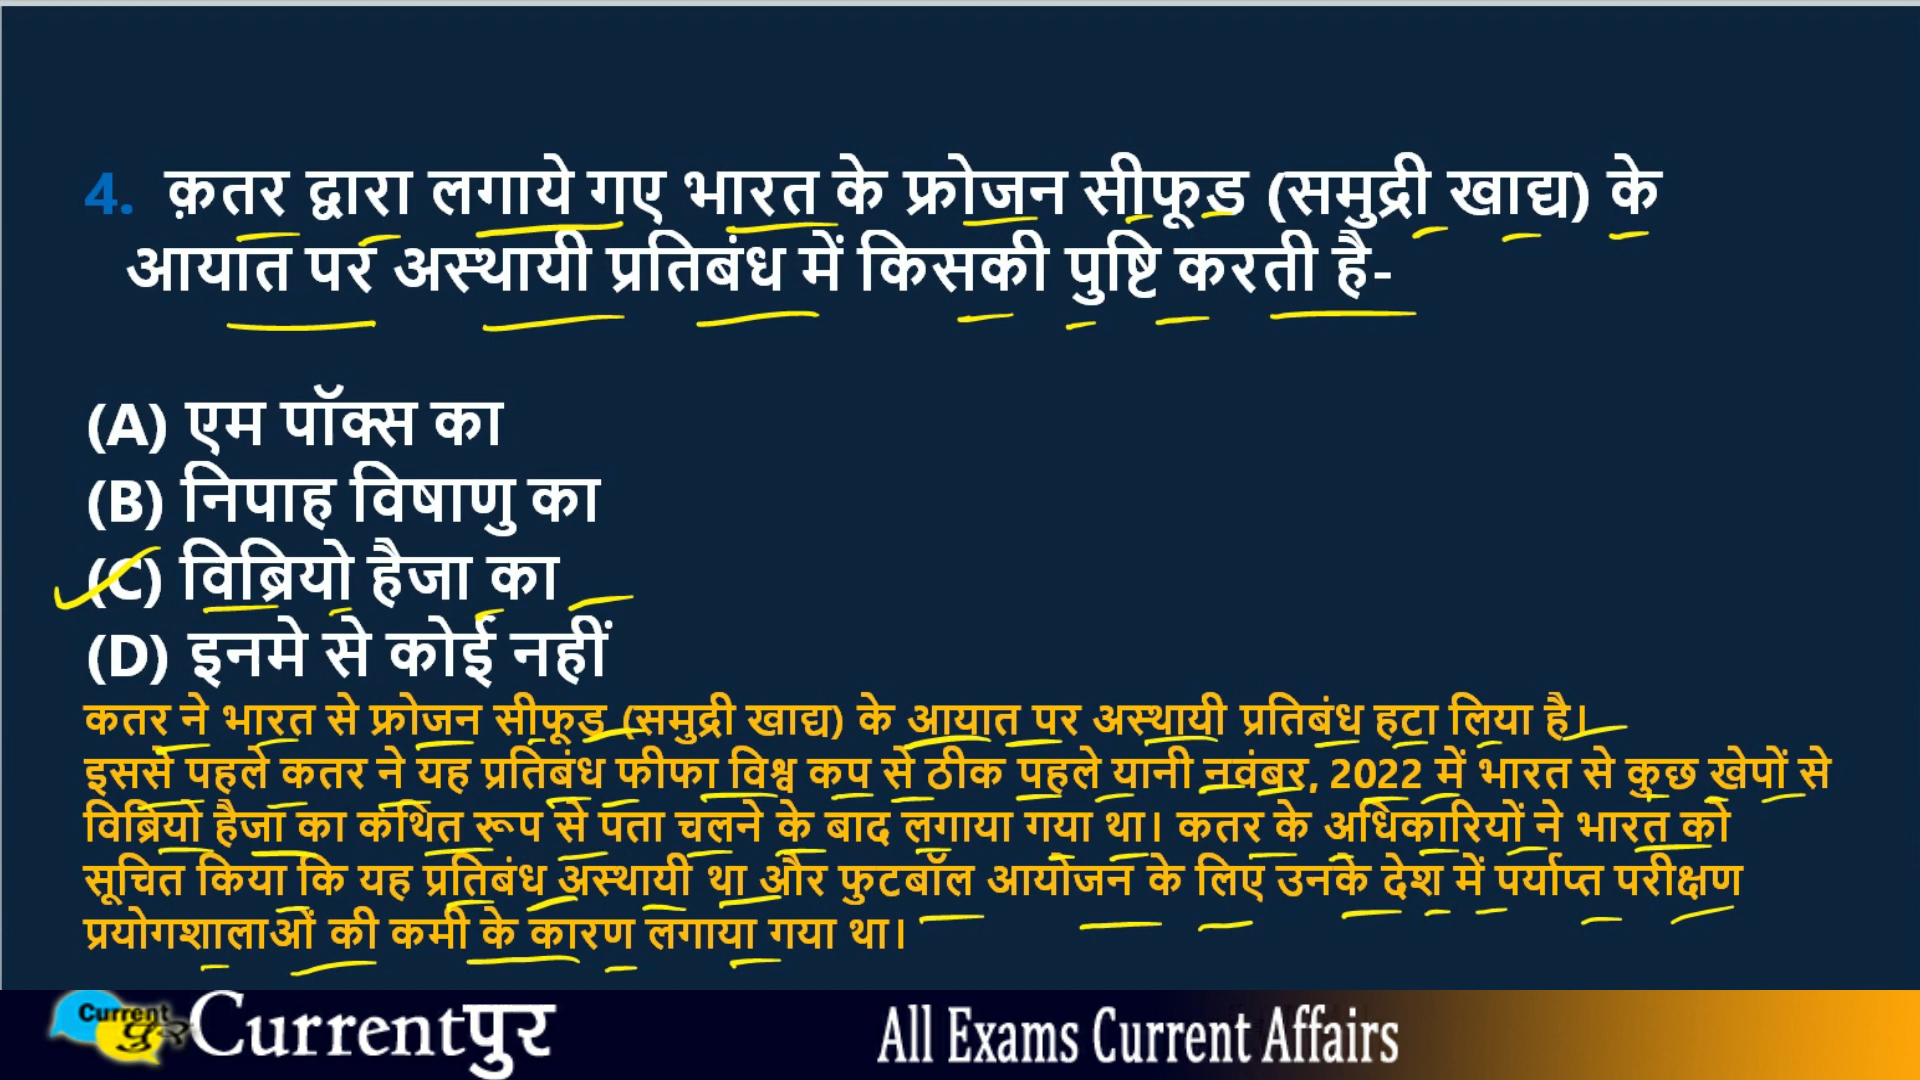 4. क़तर द्वारा लगाये गए भारत के फ्रोजन सीफूड (समुद्री खाद्य) के
आयात पर अस्थायी प्रतिबंध में किसकी पुष्टि करती है-
(A) एम पॉक्स का
(B) निपाह विषाणु का
(C) विब्रियो हैजा का
(D) इनमे से कोई नहीं
कतर ने भारत से फ्रोजन सीफूड (समुद्री खाद्य) के आयात पर अस्थायी प्रतिबंध हटा लिया है।
इससे पहले कतर ने यह प्रतिबंध फीफा विश्व कप से ठीक पहले यानी नवंबर, 2022 में भारत से कुछ खेपों से
विब्रियो हैजा का कथित रूप से पता चलने के बाद लगाया गया था। कतर के अधिकारियों ने भारत को
सूचित किया कि यह प्रतिबंध अस्थायी था और फुटबॉल आयोजन के लिए उनके देश में पर्याप्त परीक्षण
प्रयोगशालाओं की कमी के कारण लगाया गया था।
Current पुर Currentपुर All Exams Current Affairs